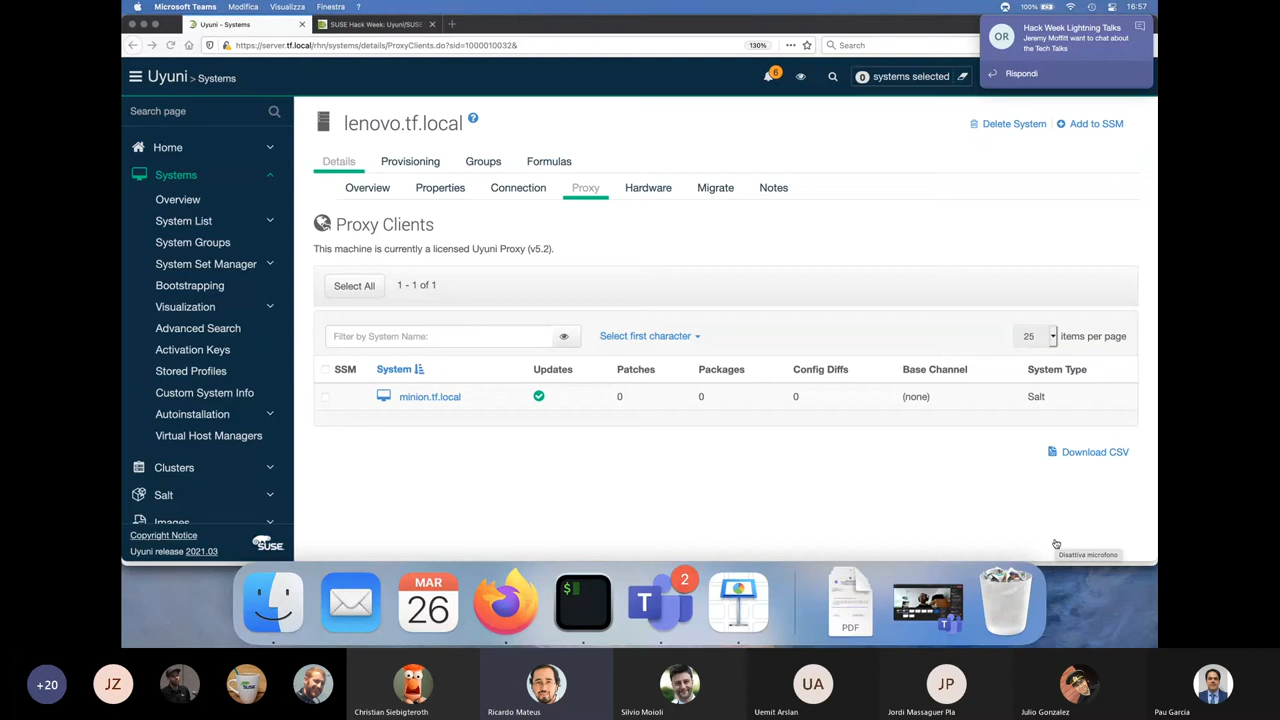 Microsoft Teams Modifica Visualizza Finestra ?
100% 16:57
Uyuni - Systems
SUSE Hack Week: Uyuni/SUSE
https://server.tf.local/rhn/systems/details/ProxyClients.do?sid=1000010032&
130%
Search
OR
Hack Week Lightning Talks
Jeremy Moffitt want to chat about
the Tech Talks
Rispondi
Uyuni > Systems
6
0 systems selected
Search page
Home
Systems
Overview
System List
System Groups
System Set Manager
Bootstrapping
Visualization
Advanced Search
Activation Keys
Stored Profiles
Custom System Info
Autoinstallation
Virtual Host Managers
Clusters
Salt
Images
Copyright Notice
Uyuni release 2021.03
SUSE
lenovo.tf.local
?
Delete System
Add to SSM
Details Provisioning Groups Formulas
Overview Properties Connection Proxy Hardware Migrate Notes
Proxy Clients
This machine is currently a licensed Uyuni Proxy (v5.2).
Select All
1 - 1 of 1
Filter by System Name:
Select first character
25 items per page
SSM System Updates Patches Packages Config Diffs Base Channel System Type
minion.tf.local 0 0 0 (none) Salt
Download CSV
Disattiva microfono
MAR
26
$
T
2
PDF
T
+20
JZ
SUSE
Christian Siebigteroth
Ricardo Mateus
Silvio Moioli
UA
Uemit Arslan
JP
Jordi Massaguer Pla
Julio Gonzalez
Pau Garcia